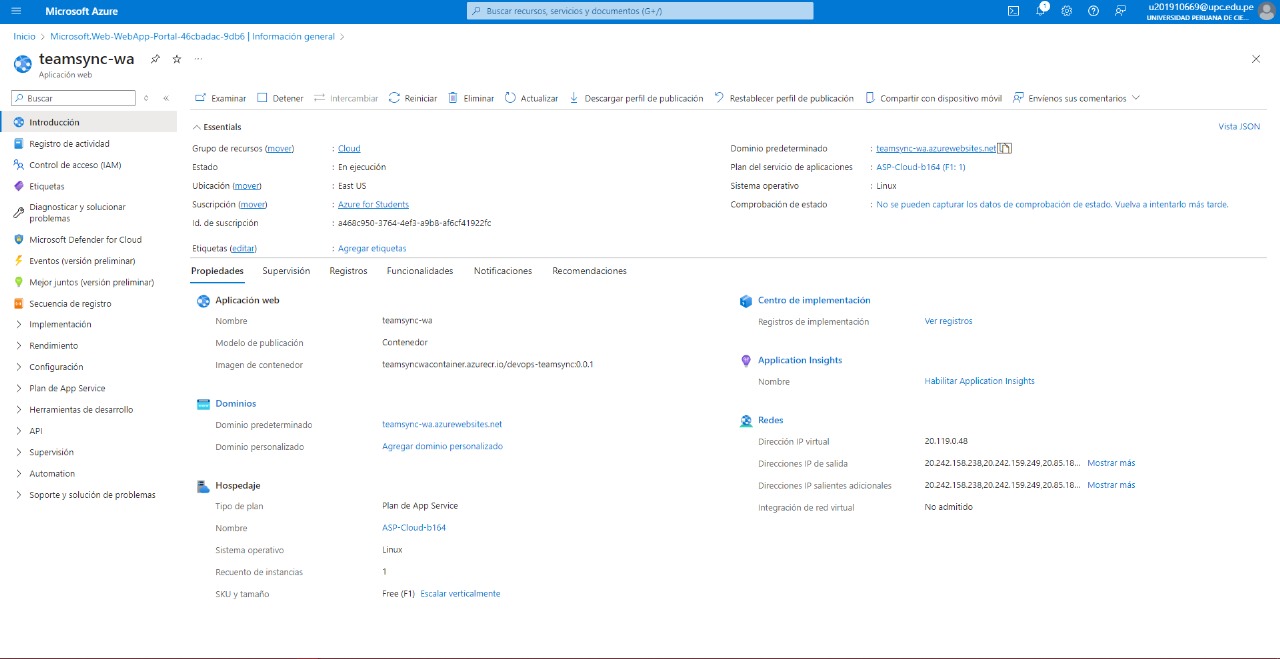 Microsoft Azure
Buscar recursos, servicios y documentos (G+/)
1
u201910669@upc.edu.pe
UNIVERSIDAD PERUANA DE CIE...
Inicio > Microsoft.Web-WebApp-Portal-46cbadac-9db6 | Información general >
teamsync-wa
Aplicación web
Buscar
Examinar Detener Intercambiar Reiniciar Eliminar Actualizar Descargar perfil de publicación Restablecer perfil de publicación Compartir con dispositivo móvil Envíenos sus comentarios
Introducción
Registro de actividad
Control de acceso (IAM)
Etiquetas
Diagnosticar y solucionar
problemas
Microsoft Defender for Cloud
Eventos (versión preliminar)
Mejor juntos (versión preliminar)
Secuencia de registro
Implementación
Rendimiento
Configuración
Plan de App Service
Herramientas de desarrollo
API
Supervisión
Automation
Soporte y solución de problemas
Essentials
Vista JSON
Grupo de recursos (mover) : Cloud
Estado : En ejecución
Ubicación (mover) : East US
Suscripción (mover) : Azure for Students
Id. de suscripción : a468c950-3764-4ef3-a9b8-af6cf41922fc
Etiquetas (editar) : Agregar etiquetas
Dominio predeterminado : teamsync-wa.azurewebsites.net
Plan del servicio de aplicaciones : ASP-Cloud-b164 (F1: 1)
Sistema operativo : Linux
Comprobación de estado : No se pueden capturar los datos de comprobación de estado. Vuelva a intentarlo más tarde.
Propiedades Supervisión Registros Funcionalidades Notificaciones Recomendaciones
Aplicación web
Nombre teamsync-wa
Modelo de publicación Contenedor
Imagen de contenedor teamsyncwacontainer.azurecr.io/devops-teamsync:0.0.1
Dominios
Dominio predeterminado teamsync-wa.azurewebsites.net
Dominio personalizado Agregar dominio personalizado
Hospedaje
Tipo de plan Plan de App Service
Nombre ASP-Cloud-b164
Sistema operativo Linux
Recuento de instancias 1
SKU y tamaño Free (F1) Escalar verticalmente
Centro de implementación
Registros de implementación Ver registros
Application Insights
Nombre Habilitar Application Insights
Redes
Dirección IP virtual 20.119.0.48
Direcciones IP de salida 20.242.158.238,20.242.159.249,20.85.18... Mostrar más
Direcciones IP salientes adicionales 20.242.158.238,20.242.159.249,20.85.18... Mostrar más
Integración de red virtual No admitido